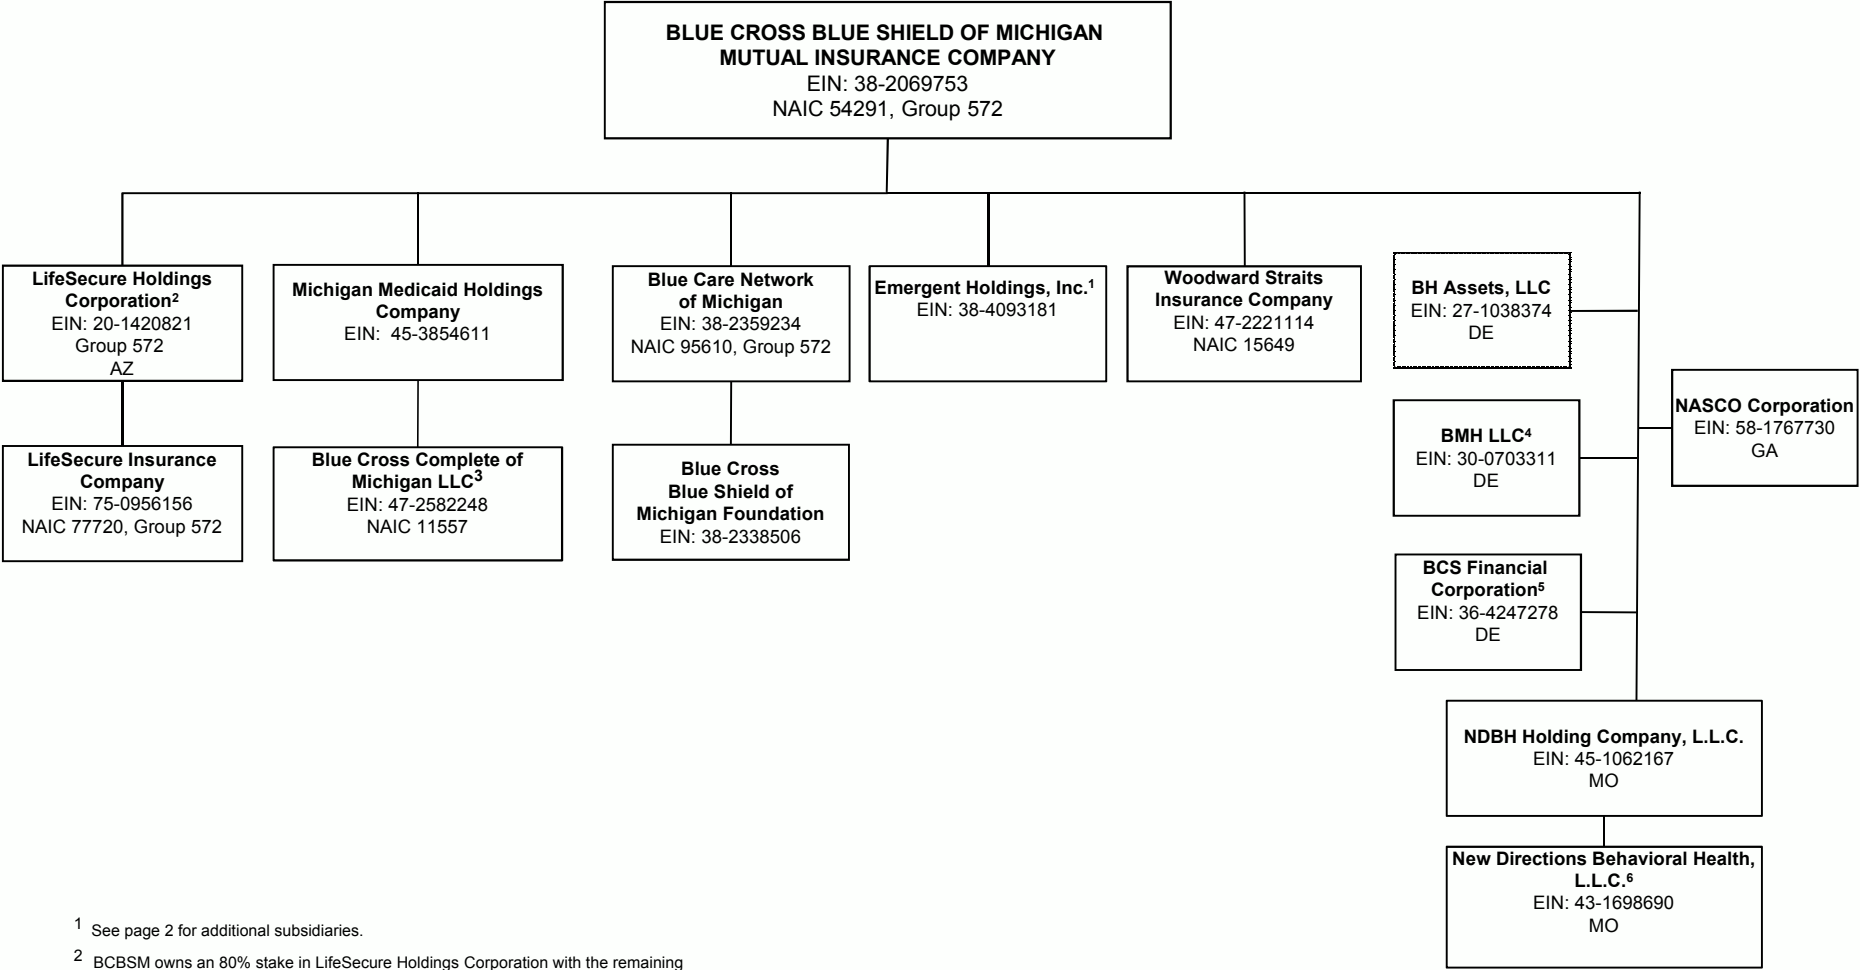 BLUE CROSS BLUE SHIELD OF MICHIGAN
MUTUAL INSURANCE COMPANY
EIN: 38-2069753
NAIC 54291, Group 572
LifeSecure Holdings
Corporation²
EIN: 20-1420821
Group 572
AZ
Michigan Medicaid Holdings
Company
EIN: 45-3854611
Blue Care Network
of Michigan
EIN: 38-2359234
NAIC 95610, Group 572
Emergent Holdings, Inc.¹
EIN: 38-4093181
Woodward Straits
Insurance Company
EIN: 47-2221114
NAIC 15649
BH Assets, LLC
EIN: 27-1038374
DE
NASCO Corporation
EIN: 58-1767730
GA
BMH LLC⁴
EIN: 30-0703311
DE
LifeSecure Insurance
Company
EIN: 75-0956156
NAIC 77720, Group 572
Blue Cross Complete of
Michigan LLC³
EIN: 47-2582248
NAIC 11557
Blue Cross
Blue Shield of
Michigan Foundation
EIN: 38-2338506
BCS Financial
Corporation⁵
EIN: 36-4247278
DE
NDBH Holding Company, L.L.C.
EIN: 45-1062167
MO
New Directions Behavioral Health,
L.L.C.⁶
EIN: 43-1698690
MO
¹ See page 2 for additional subsidiaries.
² BCBSM owns an 80% stake in LifeSecure Holdings Corporation with the remaining